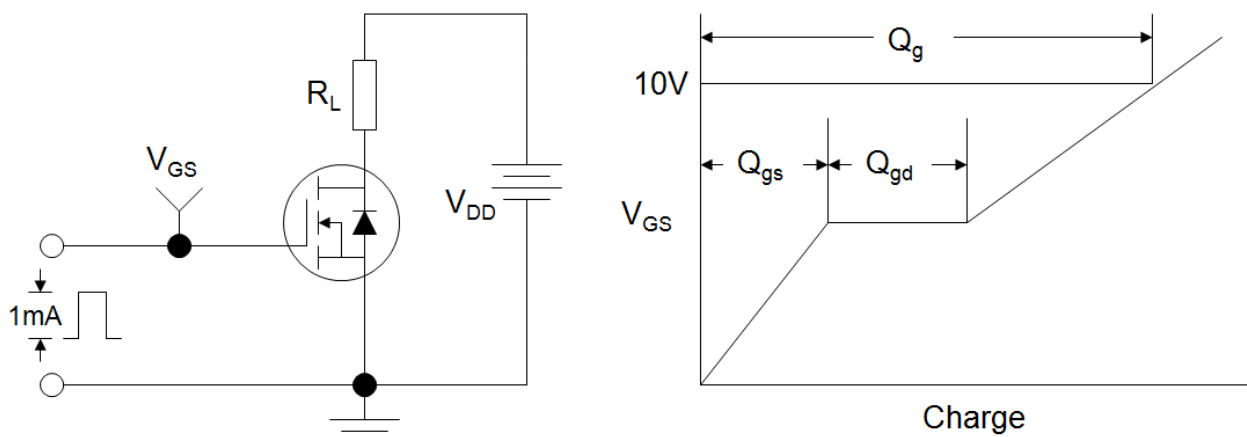 R_L
V_GS
V_DD
1mA
Q_g
10V
Q_gs
Q_gd
V_GS
Charge